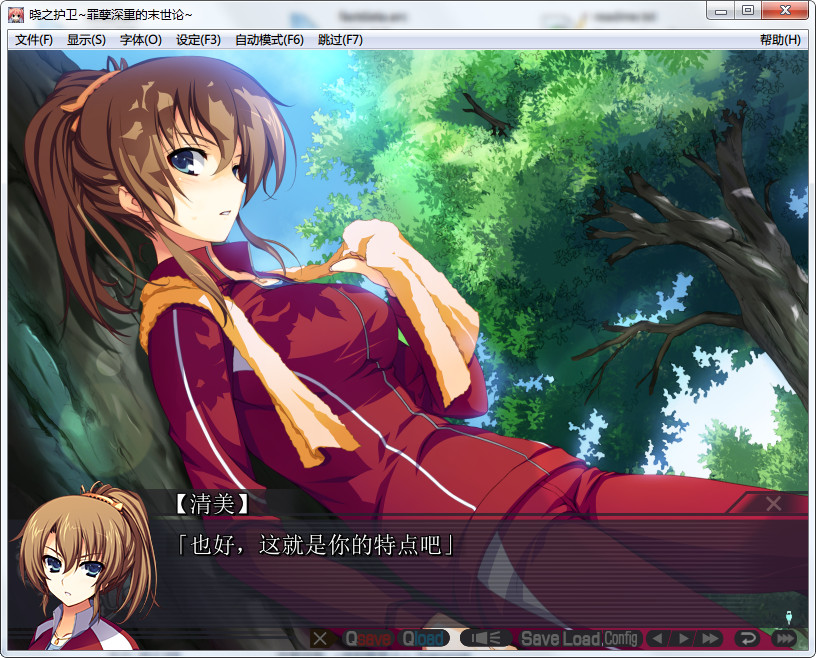 晓之护卫~罪孽深重的末世论~
文件(F) 显示(S) 字体(O) 设定(F3) 自动模式(F6) 跳过(F7) 帮助(H)
【清美】
「也好，这就是你的特点吧」
Qsave Qload Save Load Config